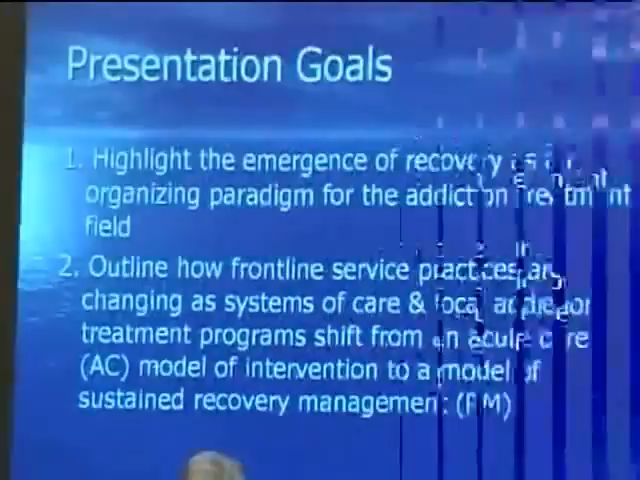 Presentation Goals
1. Highlight the emergence of recovery as an
organizing paradigm for the addiction treatment
field
2. Outline how frontline service practices are
changing as systems of care & local addiction
treatment programs shift from an acute care
(AC) model of intervention to a model of
sustained recovery management (RM)